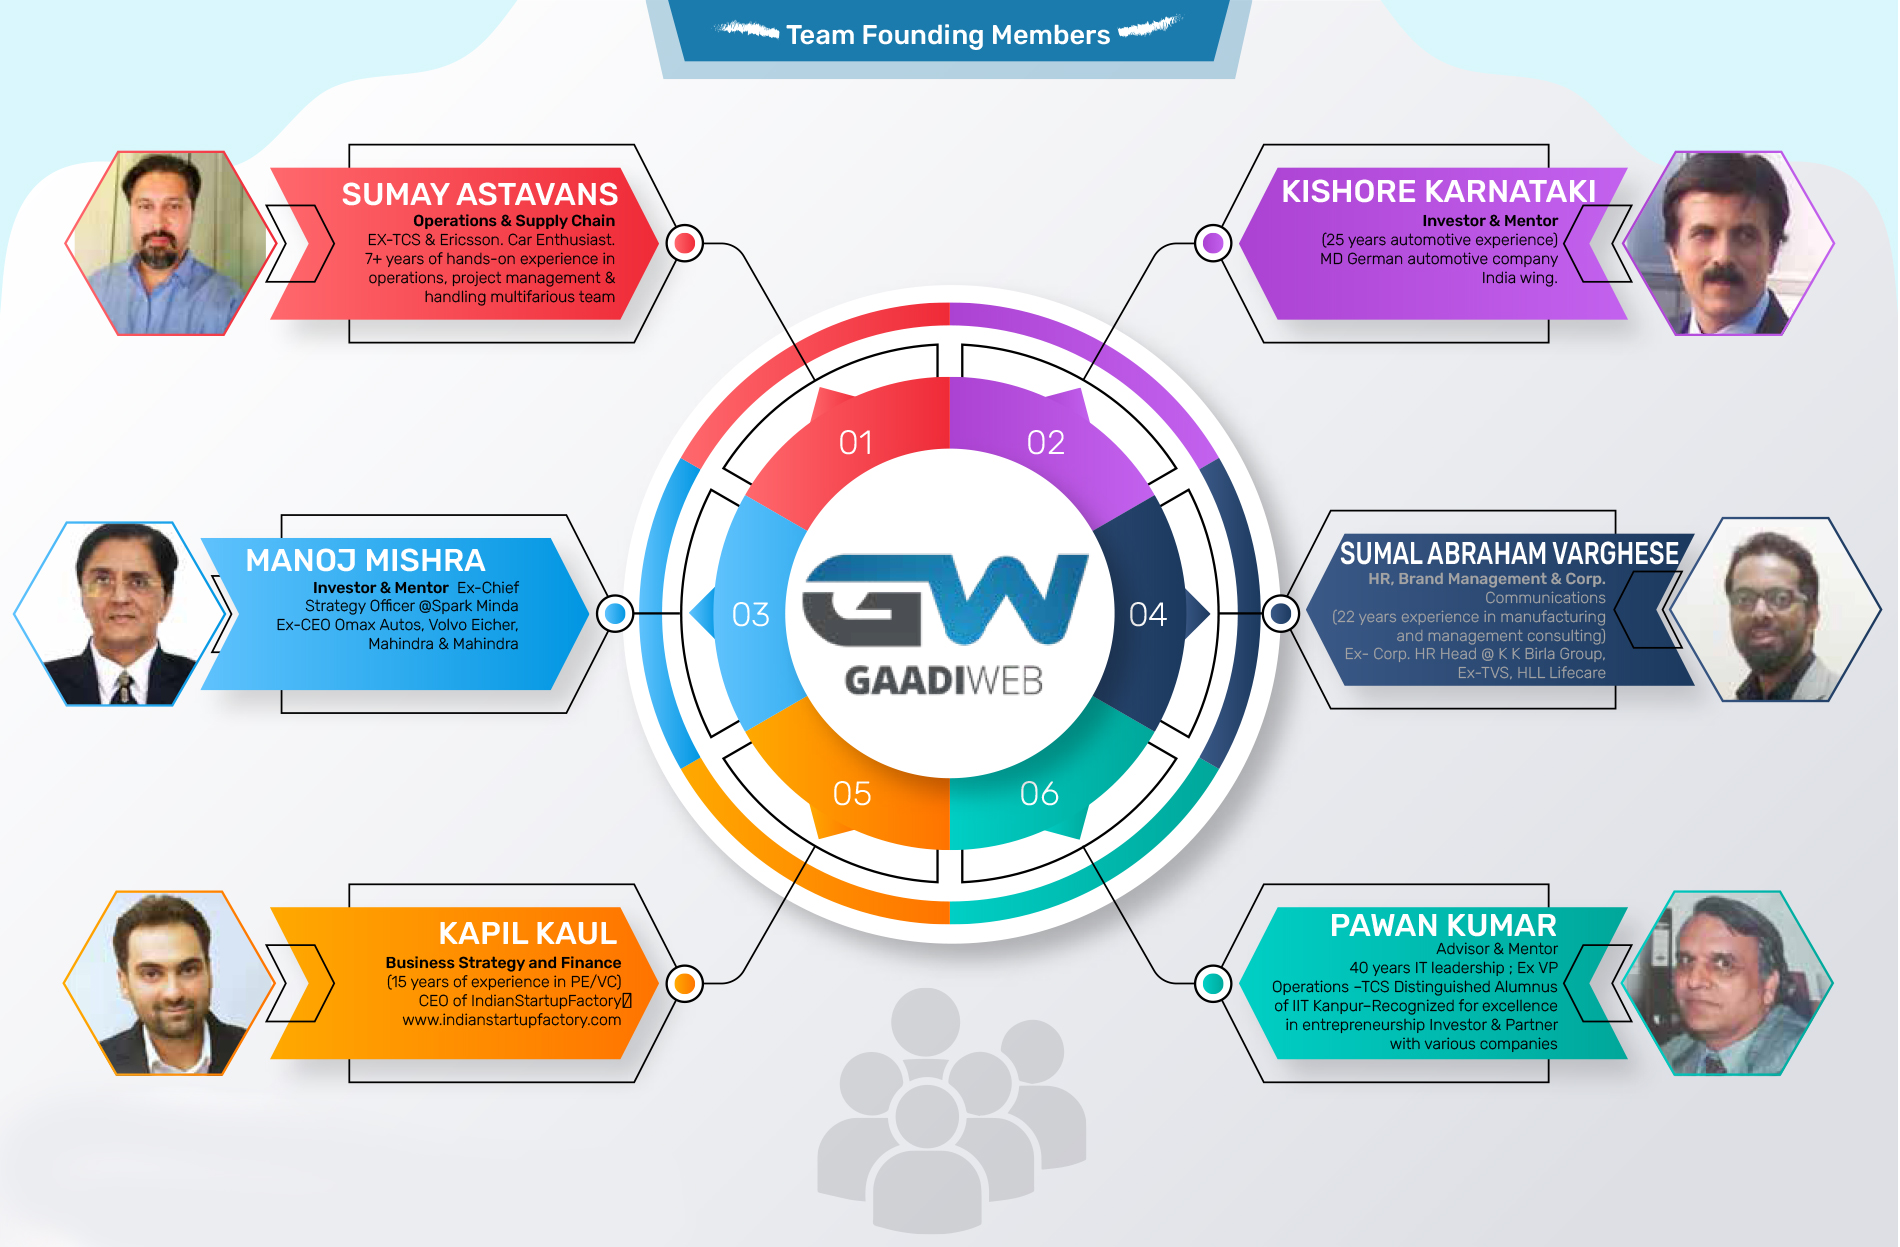 Team Founding Members
SUMAY ASTAVANS
Operations & Supply Chain
EX-TCS & Ericsson. Car Enthusiast.
7+ years of hands-on experience in
operations, project management &
handling multifarious team
KISHORE KARNATAKI
Investor & Mentor
(25 years automotive experience)
MD German automotive company
India wing.
01
02
MANOJ MISHRA
Investor & Mentor Ex-Chief
Strategy Officer @Spark Minda
Ex-CEO Omax Autos, Volvo Eicher,
Mahindra & Mahindra
03
GW
GAADIWEB
04
SUMAL ABRAHAM VARGHESE
HR, Brand Management & Corp.
Communications
(22 years experience in manufacturing
and management consulting)
Ex- Corp. HR Head @ K K Birla Group,
Ex-TVS, HLL Lifecare
05
06
KAPIL KAUL
Business Strategy and Finance
(15 years of experience in PE/VC)
CEO of IndianStartupFactory
www.indianstartupfactory.com
PAWAN KUMAR
Advisor & Mentor
40 years IT leadership ; Ex VP
Operations –TCS Distinguished Alumnus
of IIT Kanpur–Recognized for excellence
in entrepreneurship Investor & Partner
with various companies